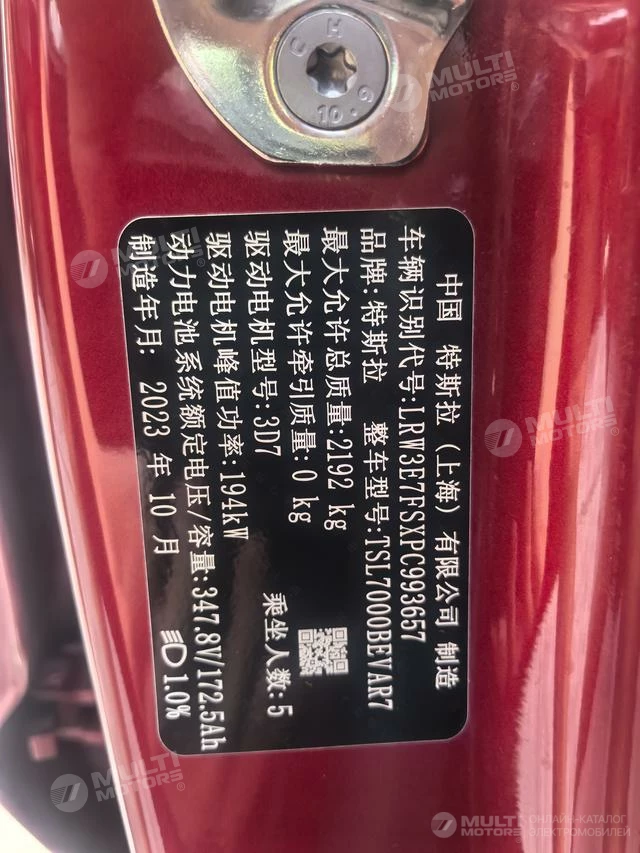 中国 特斯拉（上海）有限公司 制造
车辆识别代号:LRW3E7FSXPC993657
品牌:特斯拉 整车型号:TSL7000BEVAR7
最大允许总质量:2192 kg
最大允许牵引质量:0 kg
驱动电机型号:3D7 乘坐人数:5
驱动电机峰值功率:194kW
动力电池系统额定电压/容量:347.8V/172.5Ah
制造年月: 2023 年 10 月 1.0%
C H
10.9
MULTI MOTORS
MULTI MOTORS
MULTI MOTORS
MULTI MOTORS
MULTI MOTORS
ОНЛАЙН-КАТАЛОГ
ЭЛЕКТРОМОБИЛЕЙ